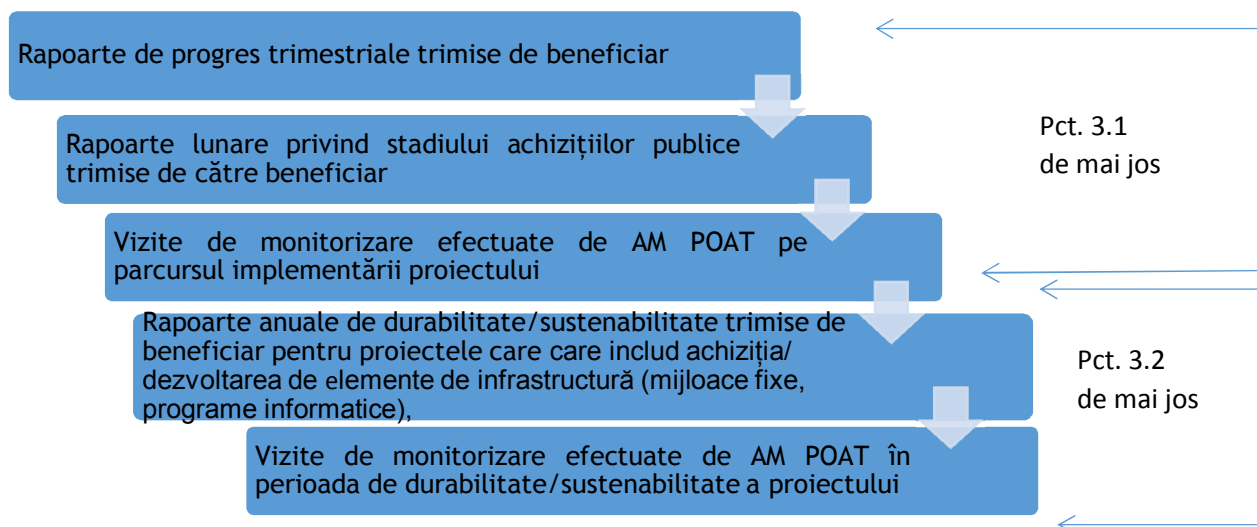 Rapoarte de progres trimestriale trimise de beneficiar
Rapoarte lunare privind stadiului achizițiilor publice
trimise de către beneficiar
Pct. 3.1
de mai jos
Vizite de monitorizare efectuate de AM POAT pe
parcursul implementării proiectului
Rapoarte anuale de durabilitate/sustenabilitate trimise de
beneficiar pentru proiectele care care includ achiziția/
dezvoltarea de elemente de infrastructură (mijloace fixe,
programe informatice),
Pct. 3.2
de mai jos
Vizite de monitorizare efectuate de AM POAT în
perioada de durabilitate/sustenabilitate a proiectului